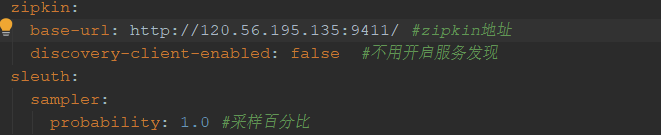 zipkin:
base-url: http://120.56.195.135:9411/ #zipkin地址
discovery-client-enabled: false #不用开启服务发现
sleuth:
sampler:
probability: 1.0 #采样百分比